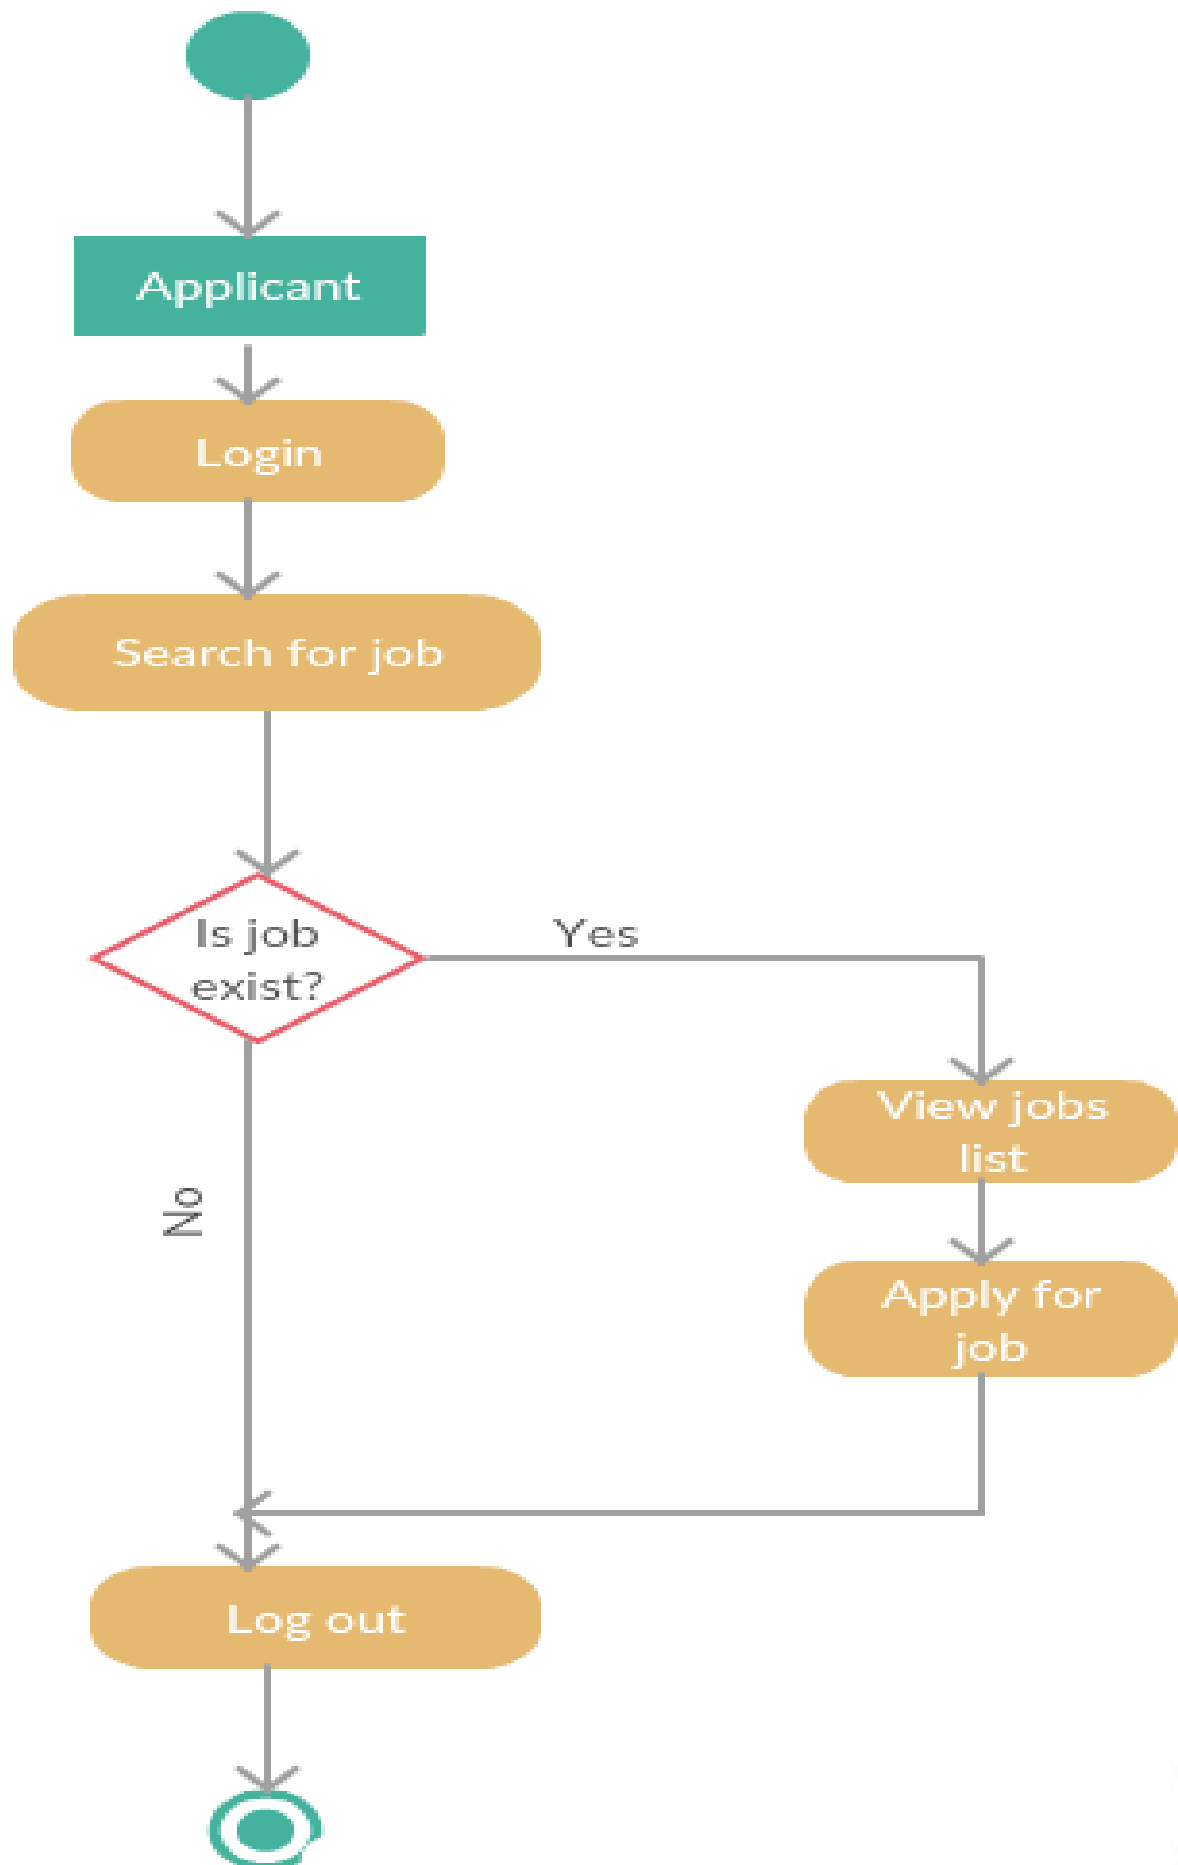 Applicant
Login
Search for job
Is job
exist?
Yes
View jobs
list
No
Apply for
job
Log out